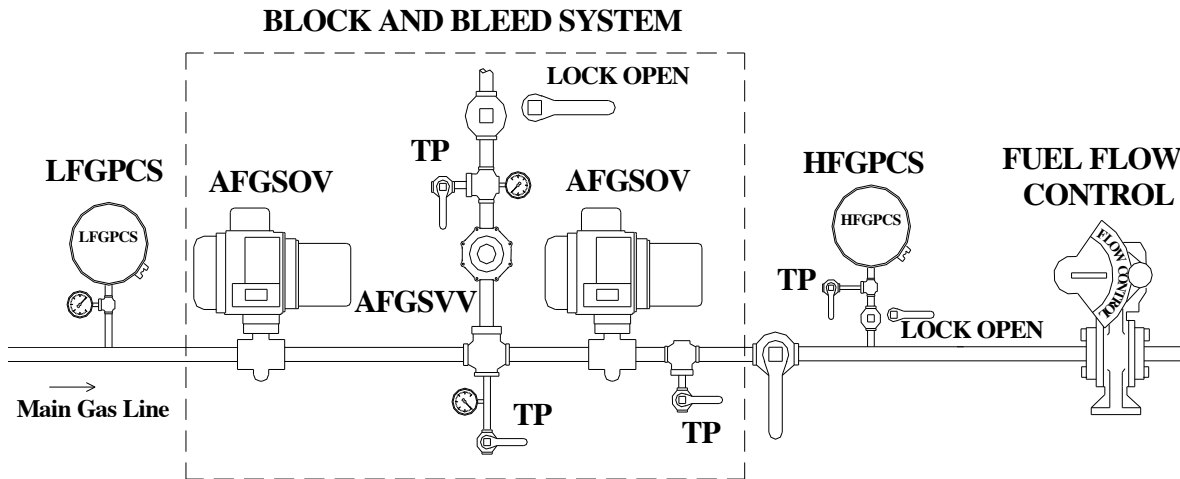 BLOCK AND BLEED SYSTEM
LOCK OPEN
TP
LFGPCS
AFGSOV
AFGSOV
HFGPCS
FUEL FLOW
CONTROL
LFGPCS
HFGPCS
FLOW CONTROL
TP
AFGSVV
LOCK OPEN
Main Gas Line
TP
TP